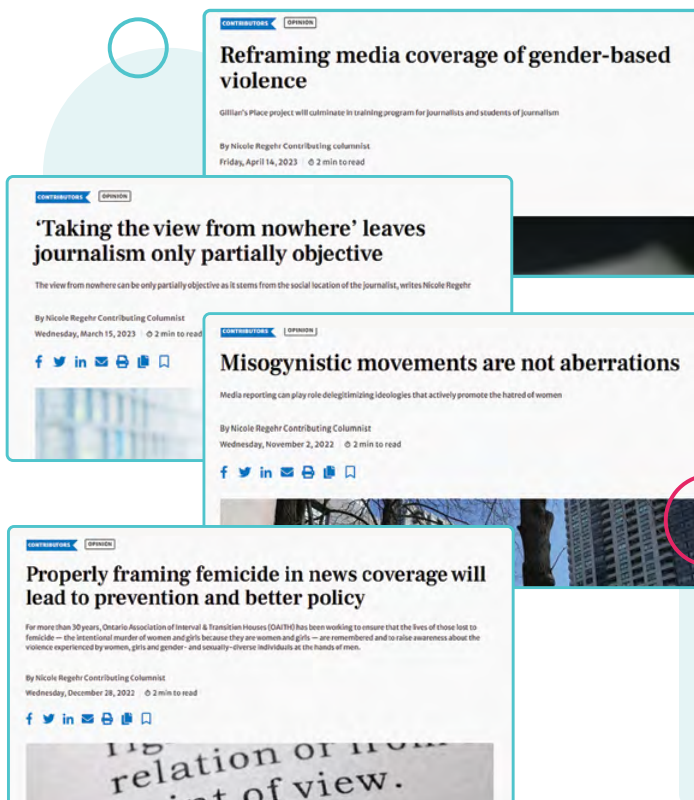 CONTRIBUTORS OPINION
Reframing media coverage of gender-based
violence
Gillian's Place project will culminate in training program for journalists and students of journalism
By Nicole Regehr Contributing columnist
Friday, April 14, 2023 2 min to read
CONTRIBUTORS OPINION
‘Taking the view from nowhere’ leaves
journalism only partially objective
The view from nowhere can be only partially objective as it stems from the social location of the journalist, writes Nicole Regehr
By Nicole Regehr Contributing Columnist
Wednesday, March 15, 2023 2 min to read
CONTRIBUTORS OPINION
Misogynistic movements are not aberrations
Media reporting can play role delegitimizing ideologies that actively promote the hatred of women
By Nicole Regehr Contributing Columnist
Wednesday, November 2, 2022 2 min to read
CONTRIBUTORS OPINION
Properly framing femicide in news coverage will
lead to prevention and better policy
For more than 30 years, Ontario Association of Interval & Transition Houses (OAITH) has been working to ensure that the lives of those lost to
femicide — the intentional murder of women and girls because they are women and girls — are remembered and to raise awareness about the
violence experienced by women, girls and gender- and sexually-diverse individuals at the hands of men.
By Nicole Regehr Contributing Columnist
Wednesday, December 28, 2022 2 min to read
relation or from
of view.